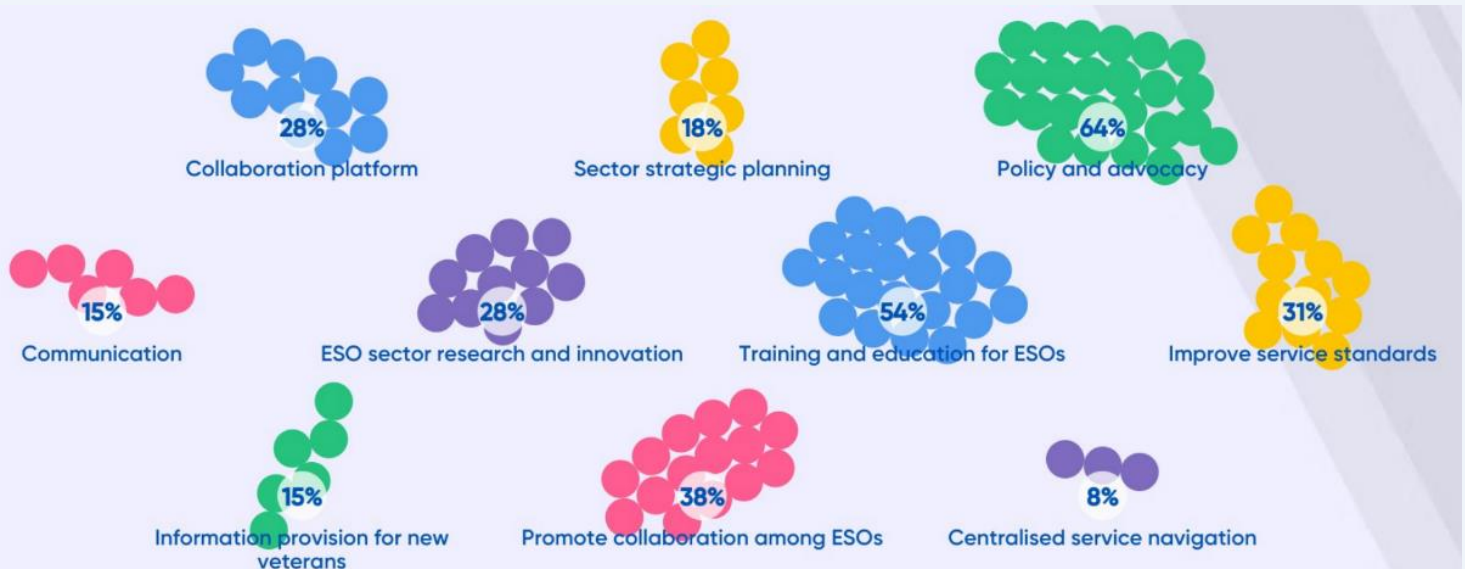 28%
Collaboration platform
18%
Sector strategic planning
64%
Policy and advocacy
15%
Communication
28%
ESO sector research and innovation
54%
Training and education for ESOs
31%
Improve service standards
15%
Information provision for new
veterans
38%
Promote collaboration among ESOs
8%
Centralised service navigation